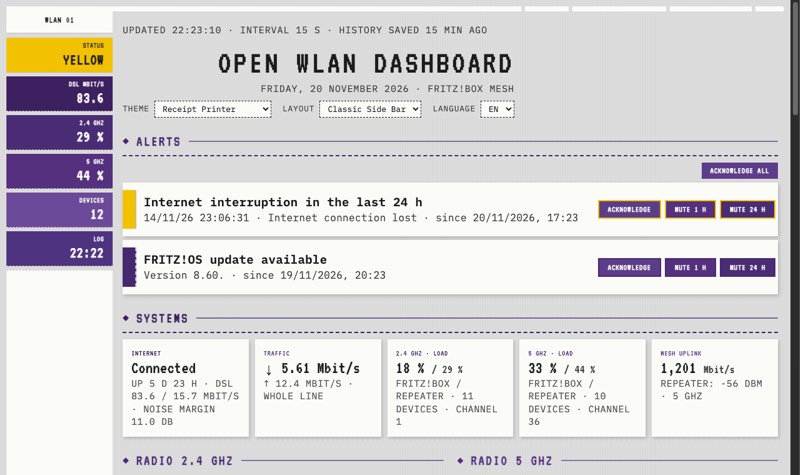 WLAN 01
STATUS
YELLOW
DSL MBIT/S
83.6
2.4 GHZ
29 %
5 GHZ
44 %
DEVICES
12
LOG
22:22
UPDATED 22:23:10 · INTERVAL 15 S · HISTORY SAVED 15 MIN AGO
OPEN WLAN DASHBOARD
FRIDAY, 20 NOVEMBER 2026 · FRITZ!BOX MESH
THEME Receipt Printer LAYOUT Classic Side Bar LANGUAGE EN
◆ ALERTS
ACKNOWLEDGE ALL
Internet interruption in the last 24 h
14/11/26 23:06:31 · Internet connection lost · since 20/11/2026, 17:23
ACKNOWLEDGE MUTE 1 H MUTE 24 H
FRITZ!OS update available
Version 8.60. · since 19/11/2026, 20:23
ACKNOWLEDGE MUTE 1 H MUTE 24 H
◆ SYSTEMS
INTERNET
Connected
UP 5 D 23 H · DSL
83.6 / 15.7 MBIT/S
· NOISE MARGIN
11.0 DB
TRAFFIC
↓ 5.61 Mbit/s
↑ 12.4 MBIT/S ·
WHOLE LINE
2.4 GHZ · LOAD
18 % / 29 %
FRITZ!BOX /
REPEATER · 11
DEVICES · CHANNEL
1
5 GHZ · LOAD
33 % / 44 %
FRITZ!BOX /
REPEATER · 10
DEVICES · CHANNEL
36
MESH UPLINK
1,201 Mbit/s
REPEATER: -56 DBM
· 5 GHZ
◆ RADIO 2.4 GHZ
◆ RADIO 5 GHZ